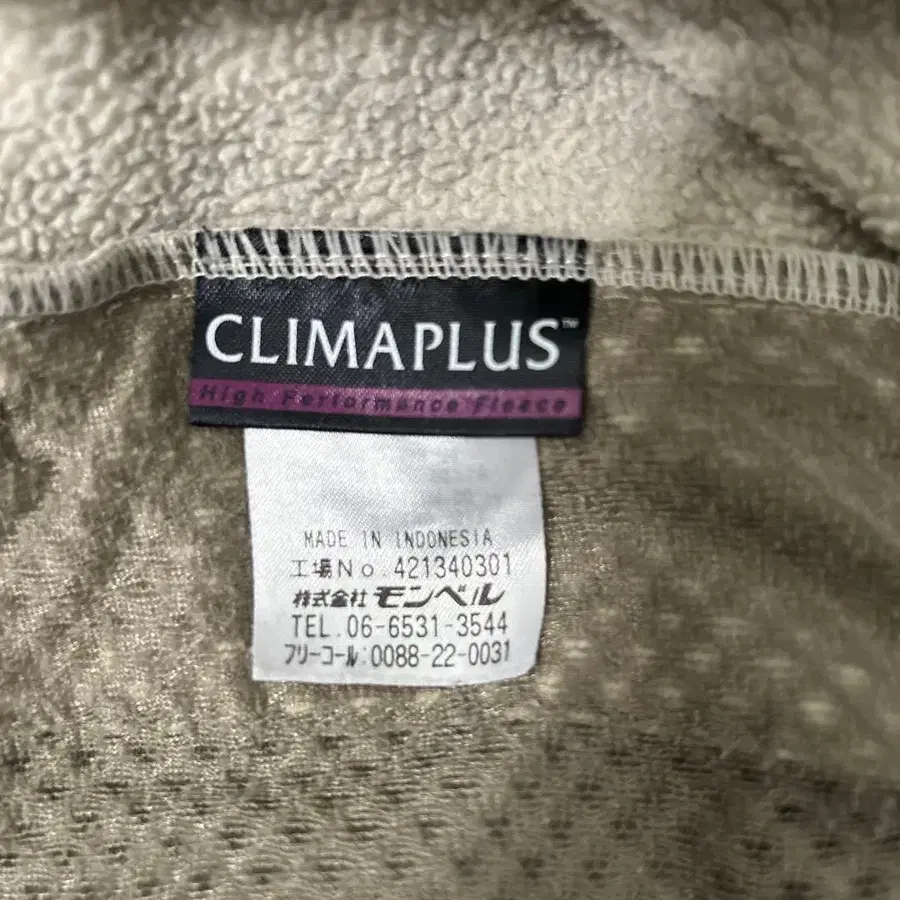 CLIMAPLUS™
High Performance Fleece
MADE IN INDONESIA
工場No. 421340301
株式会社 モンベル
TEL.06-6531-3544
フリーコール:0088-22-0031